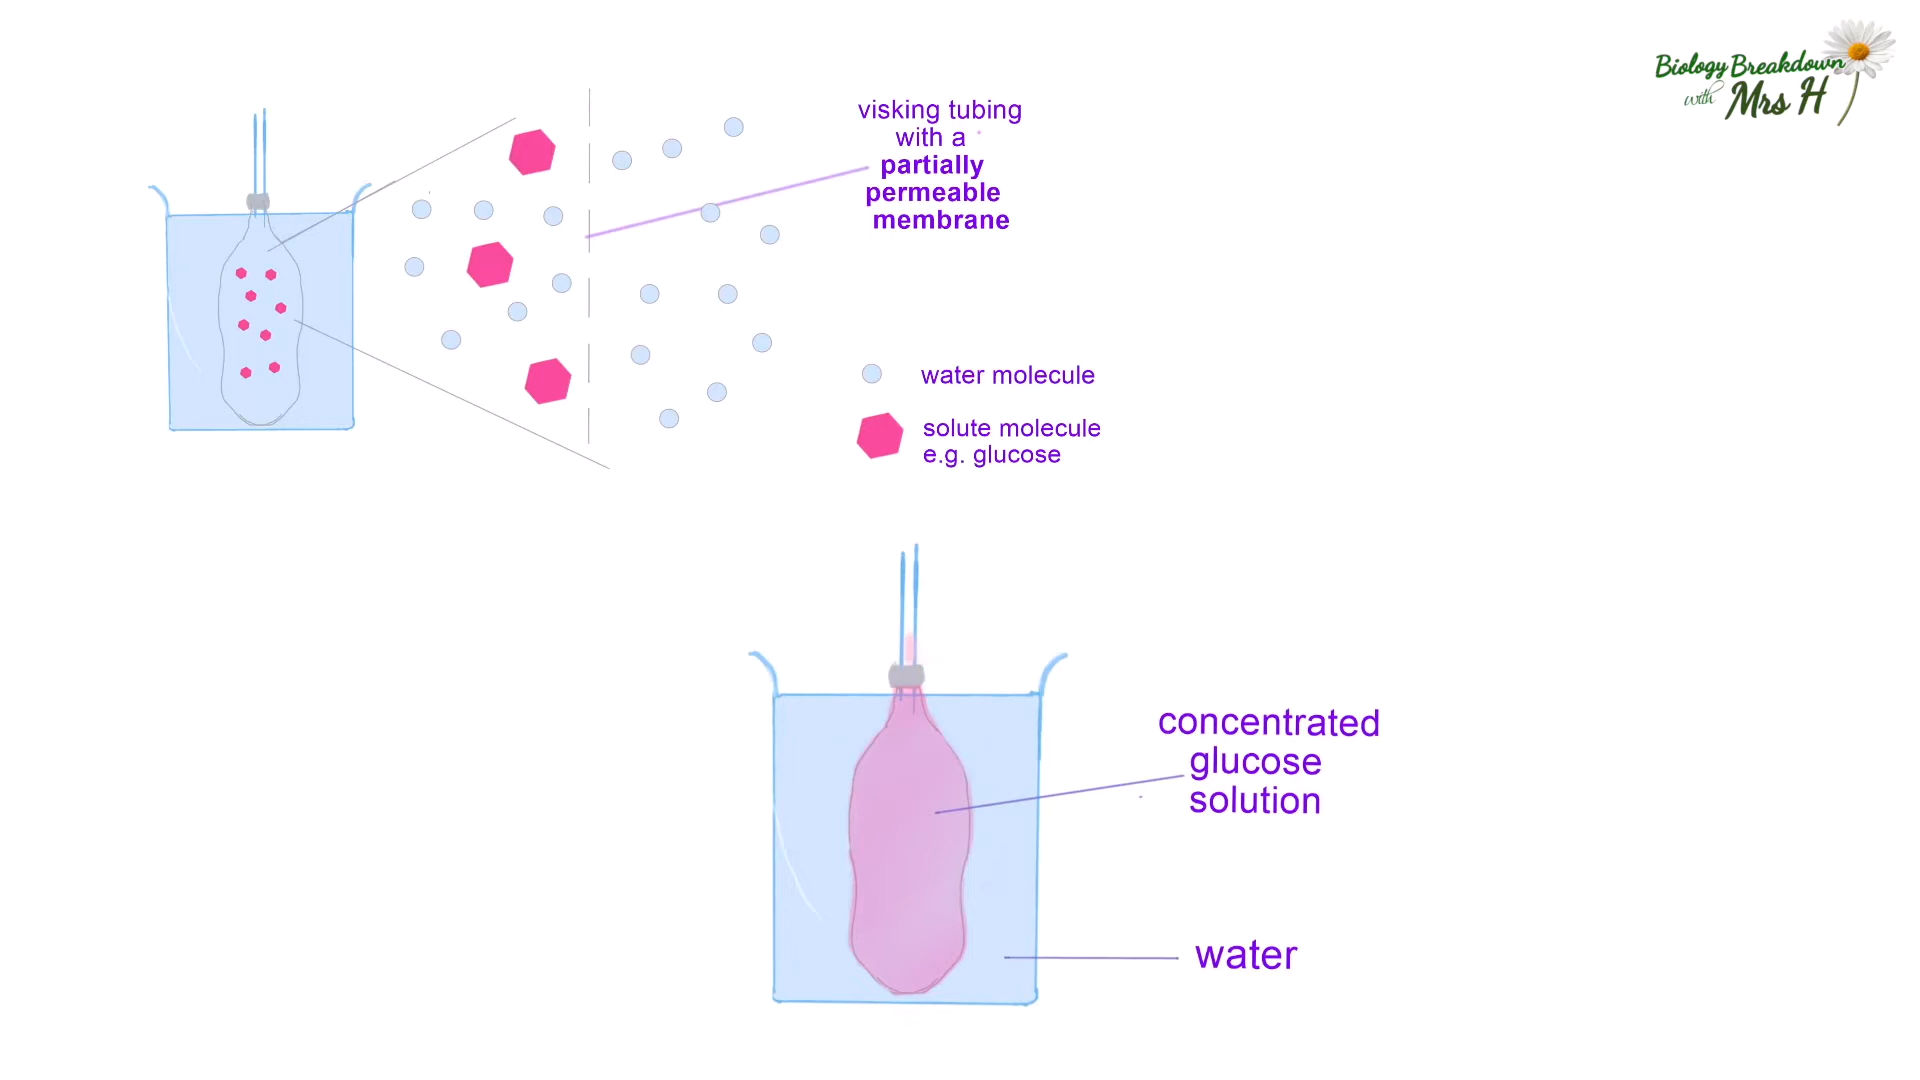 Biology Breakdown
with Mrs H
visking tubing
with a
partially
permeable
membrane
water molecule
solute molecule
e.g. glucose
concentrated
glucose
solution
water